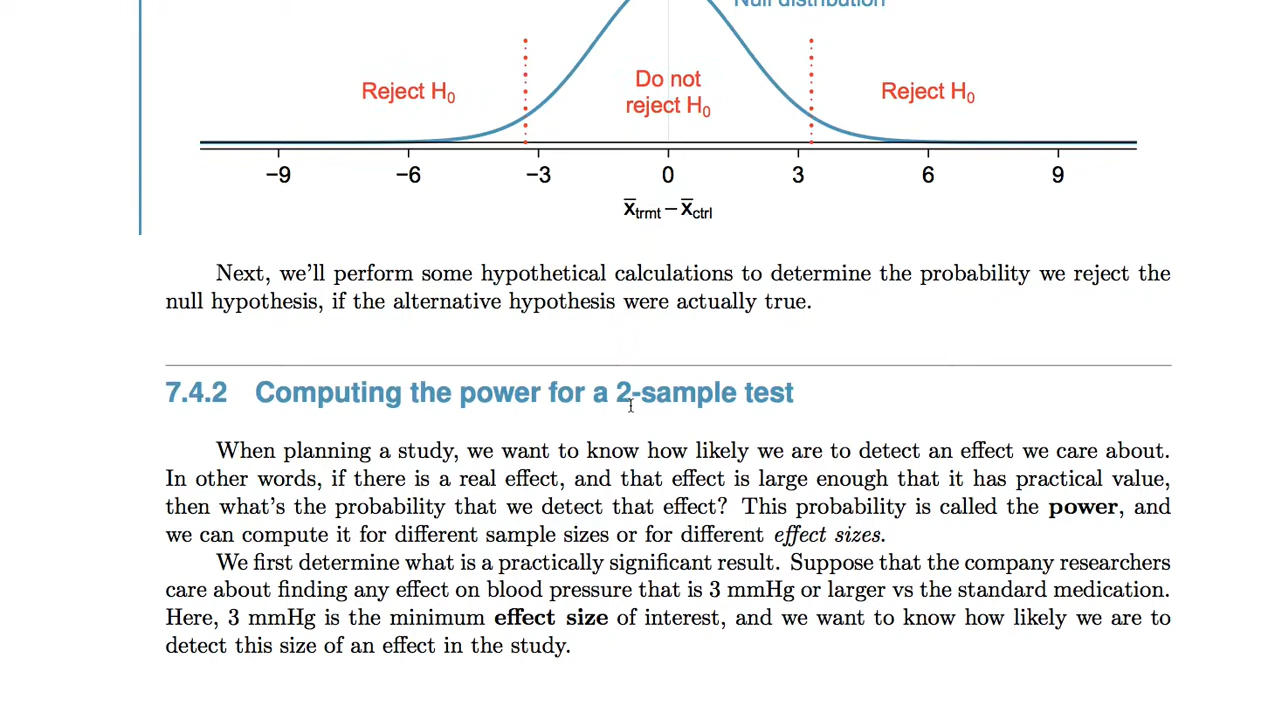 Null distribution
Reject H₀
Do not
reject H₀
Reject H₀
−9 −6 −3 0 3 6 9
x̄trmt − x̄ctrl
Next, we'll perform some hypothetical calculations to determine the probability we reject the
null hypothesis, if the alternative hypothesis were actually true.
7.4.2 Computing the power for a 2-sample test
When planning a study, we want to know how likely we are to detect an effect we care about.
In other words, if there is a real effect, and that effect is large enough that it has practical value,
then what's the probability that we detect that effect? This probability is called the power, and
we can compute it for different sample sizes or for different effect sizes.
We first determine what is a practically significant result. Suppose that the company researchers
care about finding any effect on blood pressure that is 3 mmHg or larger vs the standard medication.
Here, 3 mmHg is the minimum effect size of interest, and we want to know how likely we are to
detect this size of an effect in the study.